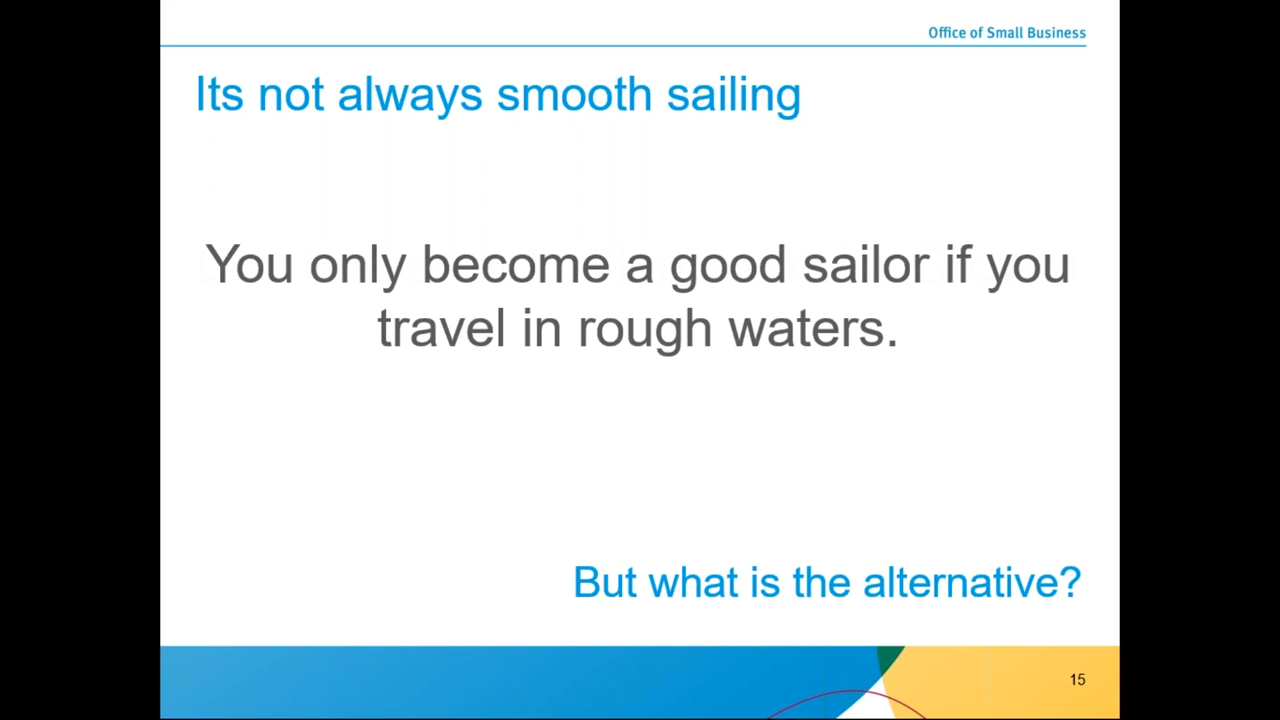 Office of Small Business
Its not always smooth sailing
You only become a good sailor if you
travel in rough waters.
But what is the alternative?
15